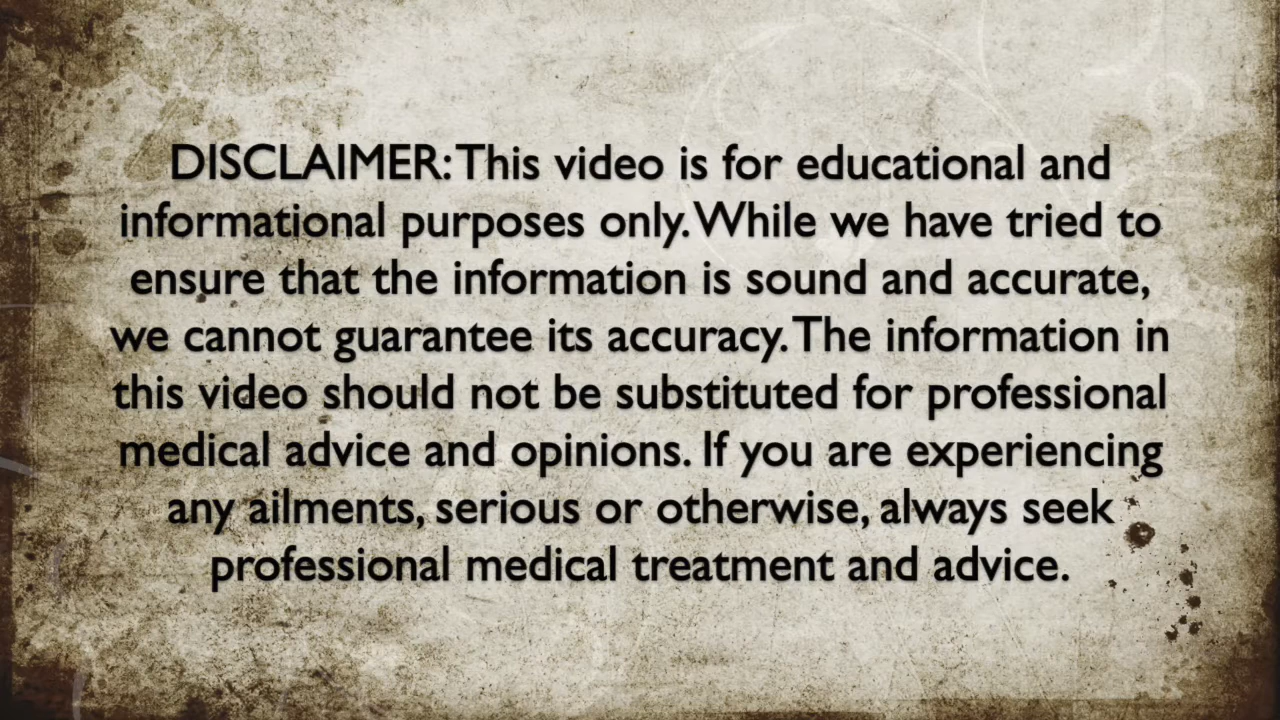 DISCLAIMER: This video is for educational and
informational purposes only. While we have tried to
ensure that the information is sound and accurate,
we cannot guarantee its accuracy. The information in
this video should not be substituted for professional
medical advice and opinions. If you are experiencing
any ailments, serious or otherwise, always seek
professional medical treatment and advice.